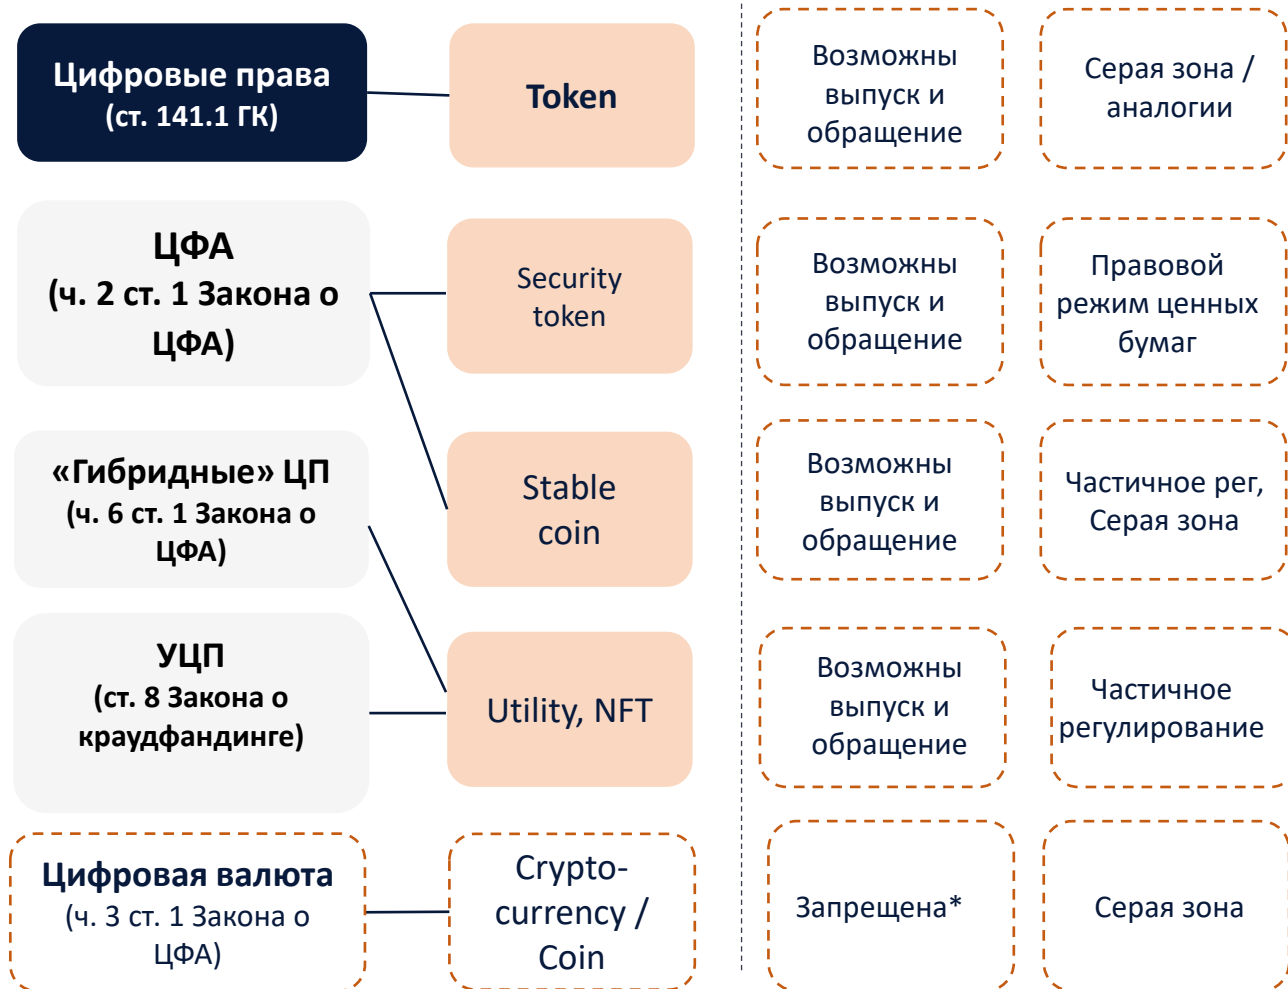 Цифровые права
(ст. 141.1 ГК)
Token
Возможны
выпуск и
обращение
Серая зона /
аналогии
ЦФА
(ч. 2 ст. 1 Закона о
ЦФА)
Security
token
Возможны
выпуск и
обращение
Правовой
режим ценных
бумаг
«Гибридные» ЦП
(ч. 6 ст. 1 Закона о
ЦФА)
Stable
coin
Возможны
выпуск и
обращение
Частичное рег,
Серая зона
УЦП
(ст. 8 Закона о
краудфандинге)
Utility, NFT
Возможны
выпуск и
обращение
Частичное
регулирование
Цифровая валюта
(ч. 3 ст. 1 Закона о
ЦФА)
Crypto-
currency /
Coin
Запрещена*
Серая зона